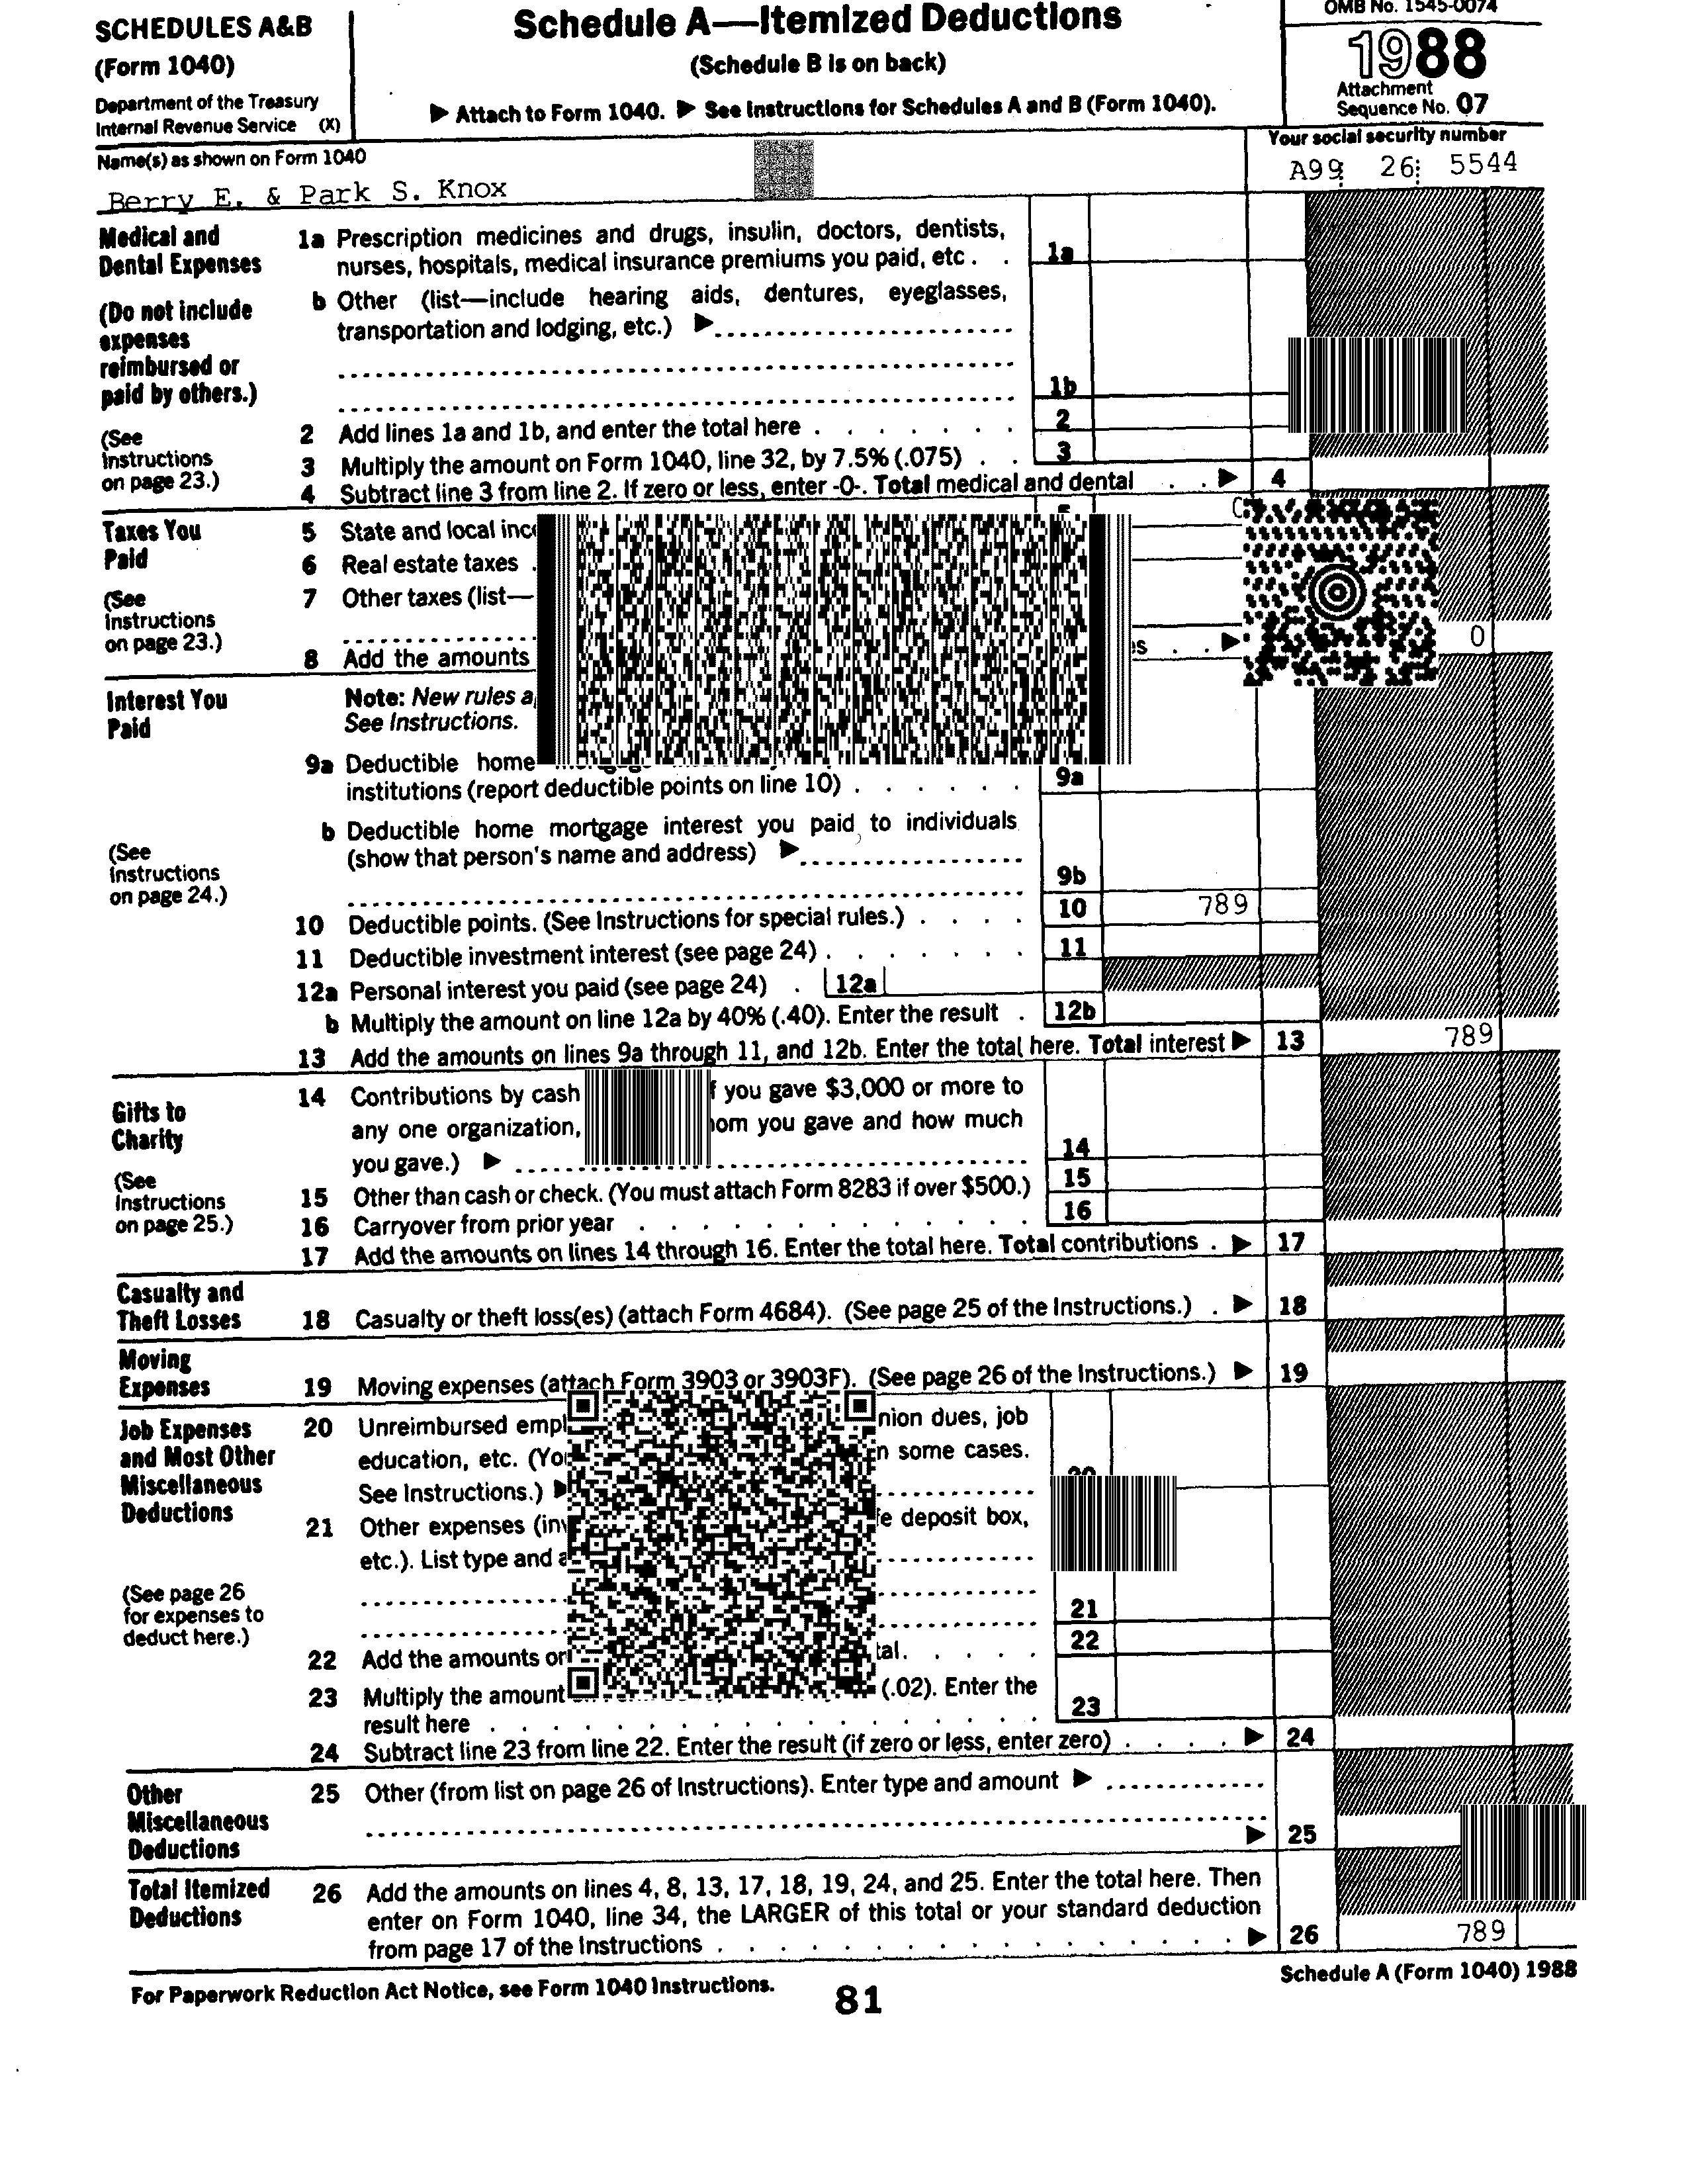 SCHEDULES A&B
(Form 1040)
Department of the Treasury
Internal Revenue Service (X)
Schedule A—Itemized Deductions
(Schedule B is on back)
▶ Attach to Form 1040. ▶ See Instructions for Schedules A and B (Form 1040).
OMB No. 1545-0074
1988
Attachment
Sequence No. 07
Name(s) as shown on Form 1040
Your social security number
Berry E. & Park S. Knox
A99 26 5544
Medical and
Dental Expenses
(Do not include
expenses
reimbursed or
paid by others.)
(See
Instructions
on page 23.)
1a Prescription medicines and drugs, insulin, doctors, dentists,
nurses, hospitals, medical insurance premiums you paid, etc . . 1a
b Other (list—include hearing aids, dentures, eyeglasses,
transportation and lodging, etc.) ▶
1b
2 Add lines 1a and 1b, and enter the total here . . . . . . . 2
3 Multiply the amount on Form 1040, line 32, by 7.5% (.075) . . 3
4 Subtract line 3 from line 2. If zero or less, enter -0-. Total medical and dental . . ▶ 4
Taxes You
Paid
(See
Instructions
on page 23.)
5 State and local
6 Real estate taxes .
7 Other taxes (list—
8 Add the amounts . . ▶ 0
Interest You
Paid
(See
Instructions
on page 24.)
Note: New rules
See Instructions.
9a Deductible home
institutions (report deductible points on line 10) . . . . . . 9a
b Deductible home mortgage interest you paid to individuals
(show that person's name and address) ▶
9b
10 Deductible points. (See Instructions for special rules.) . . . . 10 789
11 Deductible investment interest (see page 24) . . . . . . . 11
12a Personal interest you paid (see page 24) . 12a
b Multiply the amount on line 12a by 40% (.40). Enter the result . 12b
13 Add the amounts on lines 9a through 11, and 12b. Enter the total here. Total interest ▶ 13 789
Gifts to
Charity
(See
Instructions
on page 25.)
14 Contributions by cash you gave $3,000 or more to
any one organization, you gave and how much
you gave.) ▶ 14
15 Other than cash or check. (You must attach Form 8283 if over $500.) 15
16 Carryover from prior year . . . . . . . . . . . . 16
17 Add the amounts on lines 14 through 16. Enter the total here. Total contributions . ▶ 17
Casualty and
Theft Losses
18 Casualty or theft loss(es) (attach Form 4684). (See page 25 of the Instructions.) . ▶ 18
Moving
Expenses
19 Moving expenses (attach Form 3903 or 3903F). (See page 26 of the Instructions.) ▶ 19
Job Expenses
and Most Other
Miscellaneous
Deductions
(See page 26
for expenses to
deduct here.)
20 Unreimbursed dues, job
education, etc. some cases.
See Instructions.)
21 Other expenses deposit box,
etc.). List type and
21
22 Add the amounts . . . . . 22
23 Multiply the amount (.02). Enter the
result here . . . . . . . . . . . . . . . . . . 23
24 Subtract line 23 from line 22. Enter the result (if zero or less, enter zero) . . . . ▶ 24
Other
Miscellaneous
Deductions
25 Other (from list on page 26 of Instructions). Enter type and amount ▶
▶ 25
Total Itemized
Deductions
26 Add the amounts on lines 4, 8, 13, 17, 18, 19, 24, and 25. Enter the total here. Then
enter on Form 1040, line 34, the LARGER of this total or your standard deduction
from page 17 of the Instructions . . . . . . . . . . . . . . . . ▶ 26 789
For Paperwork Reduction Act Notice, see Form 1040 Instructions.
81
Schedule A (Form 1040) 1988